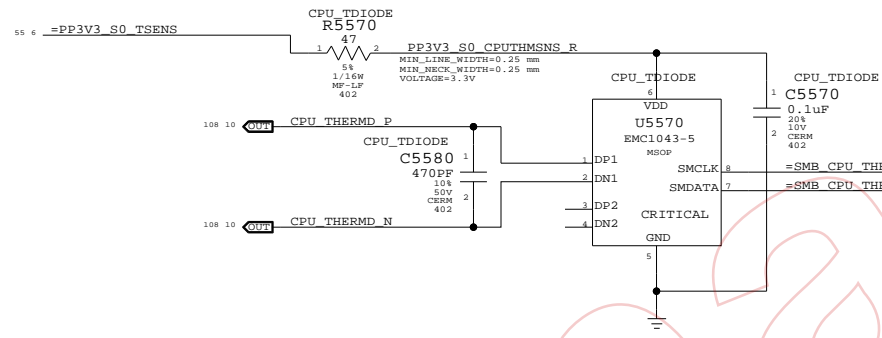 CPU_TDIODE
R5570
55 6 =PP3V3_S0_TSENS
47
1 2 PP3V3_S0_CPUTHMSNS_R
5%
1/16W
MF-LF
402
MIN_LINE_WIDTH=0.25 mm
MIN_NECK_WIDTH=0.25 mm
VOLTAGE=3.3V
CPU_TDIODE
6
VDD
U5570
EMC1043-5
MSOP
CPU_TDIODE
1 C5570
0.1uF
20%
10V
2 CERM
402
108 10 OUT CPU_THERMD_P
CPU_TDIODE
C5580 1
470PF
10%
50V
CERM 2
402
1 DP1
2 DN1
3 DP2
4 DN2
SMCLK 8 =SMB_CPU_THE
SMDATA 7 =SMB_CPU_THE
CRITICAL
GND
5
108 10 OUT CPU_THERMD_N